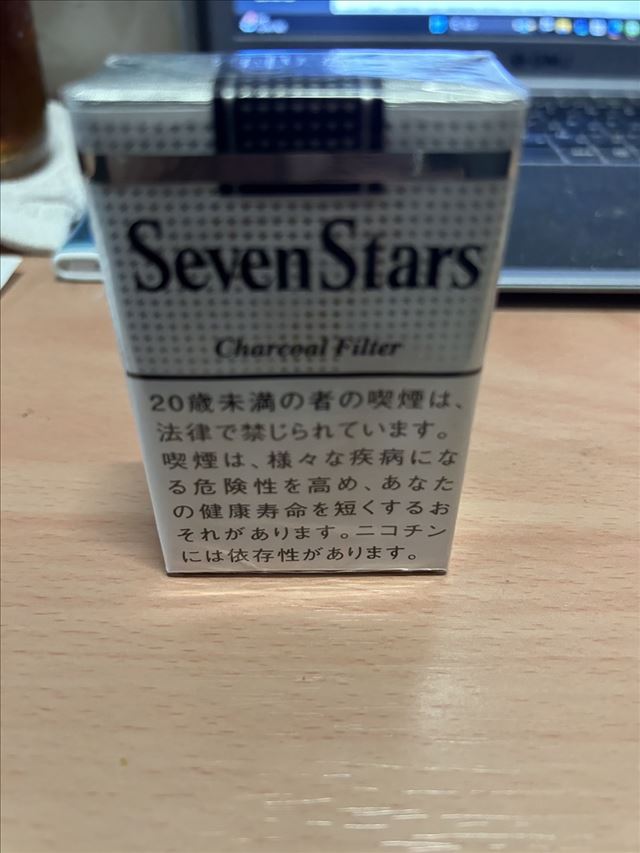 Seven Stars
Charcoal Filter
20歳未満の者の喫煙は、
法律で禁じられています。
喫煙は、様々な疾病にな
る危険性を高め、あなた
の健康寿命を短くするお
それがあります。ニコチン
には依存性があります。